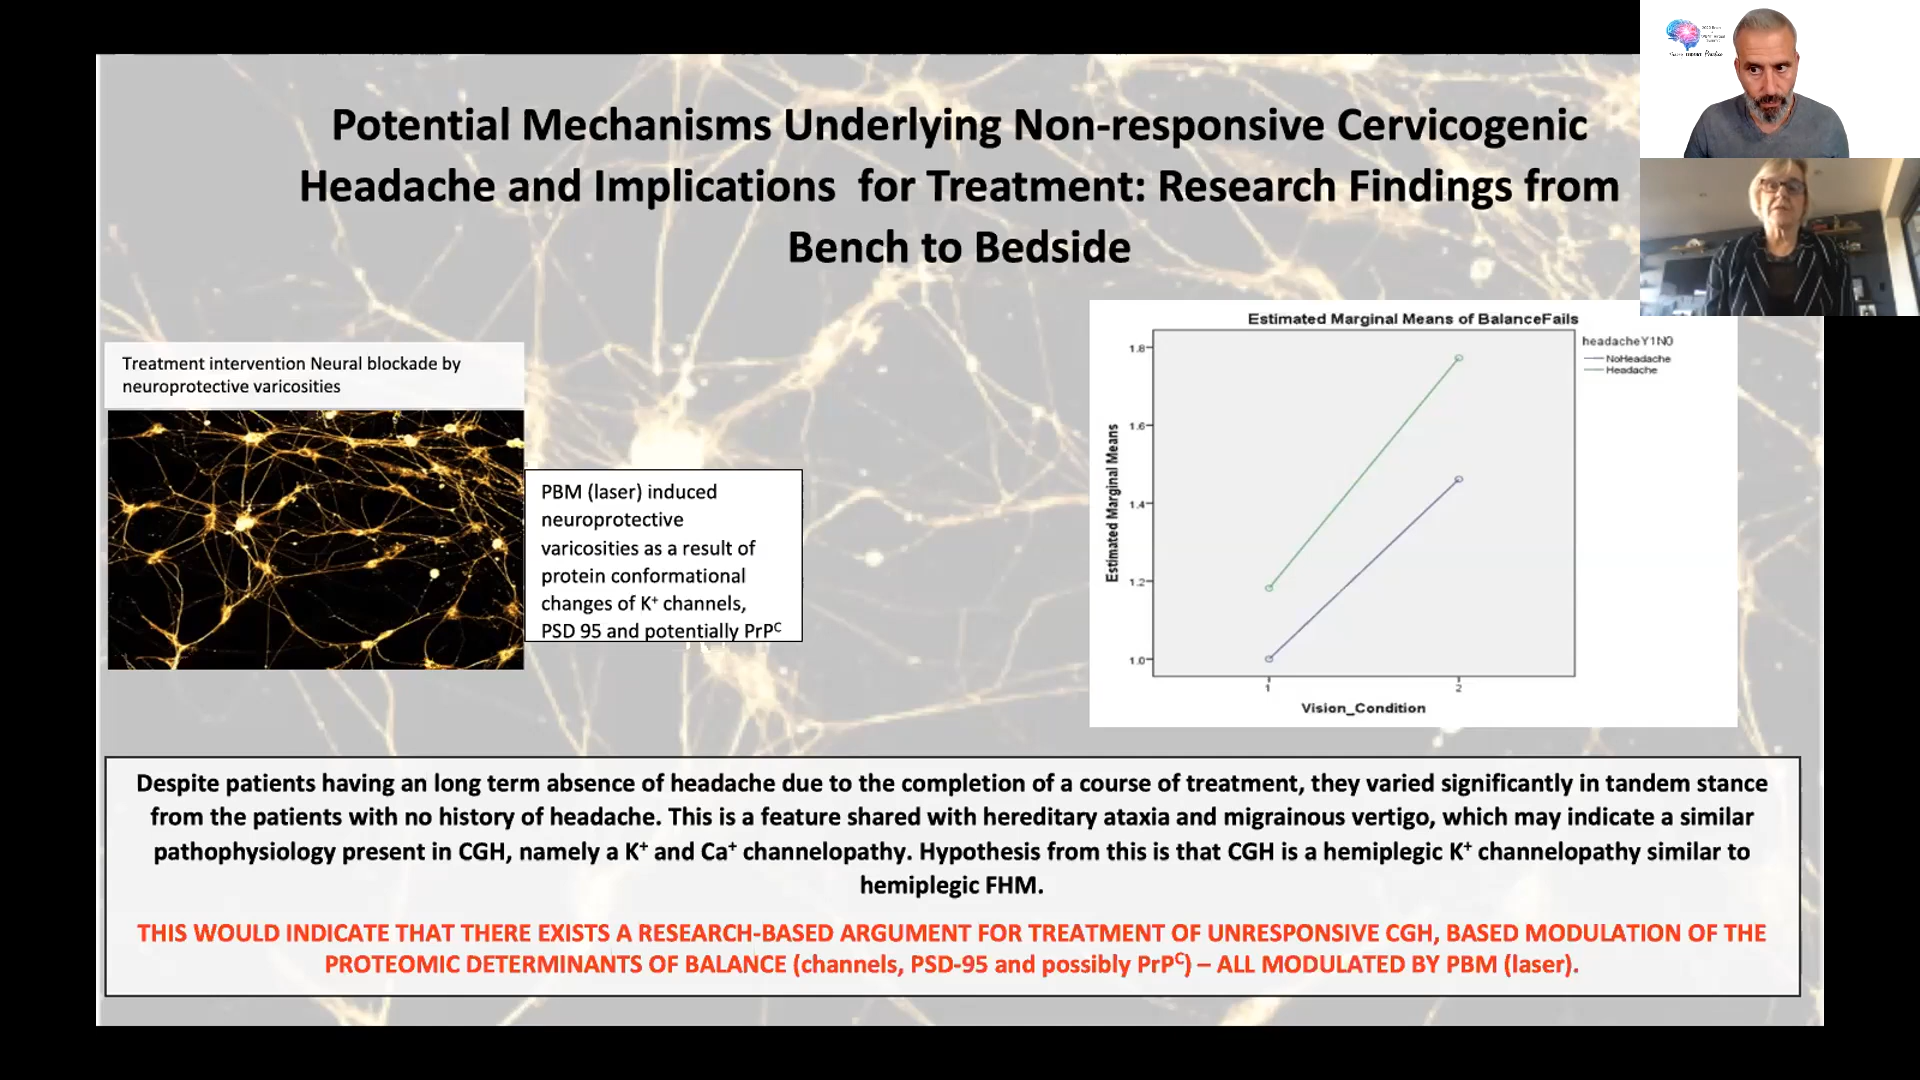 Potential Mechanisms Underlying Non-responsive Cervicogenic
Headache and Implications for Treatment: Research Findings from
Bench to Bedside
Treatment intervention Neural blockade by
neuroprotective varicosities
PBM (laser) induced
neuroprotective
varicosities as a result of
protein conformational
changes of K⁺ channels,
PSD 95 and potentially PrPᶜ
Estimated Marginal Means of BalanceFails
headacheY1N0
NoHeadache
Headache
Estimated Marginal Means
1.8
1.6
1.4
1.2
1.0
1
2
Vision_Condition
Despite patients having an long term absence of headache due to the completion of a course of treatment, they varied significantly in tandem stance
from the patients with no history of headache. This is a feature shared with hereditary ataxia and migrainous vertigo, which may indicate a similar
pathophysiology present in CGH, namely a K⁺ and Ca⁺ channelopathy. Hypothesis from this is that CGH is a hemiplegic K⁺ channelopathy similar to
hemiplegic FHM.
THIS WOULD INDICATE THAT THERE EXISTS A RESEARCH-BASED ARGUMENT FOR TREATMENT OF UNRESPONSIVE CGH, BASED MODULATION OF THE
PROTEOMIC DETERMINANTS OF BALANCE (channels, PSD-95 and possibly PrPᶜ) – ALL MODULATED BY PBM (laser).